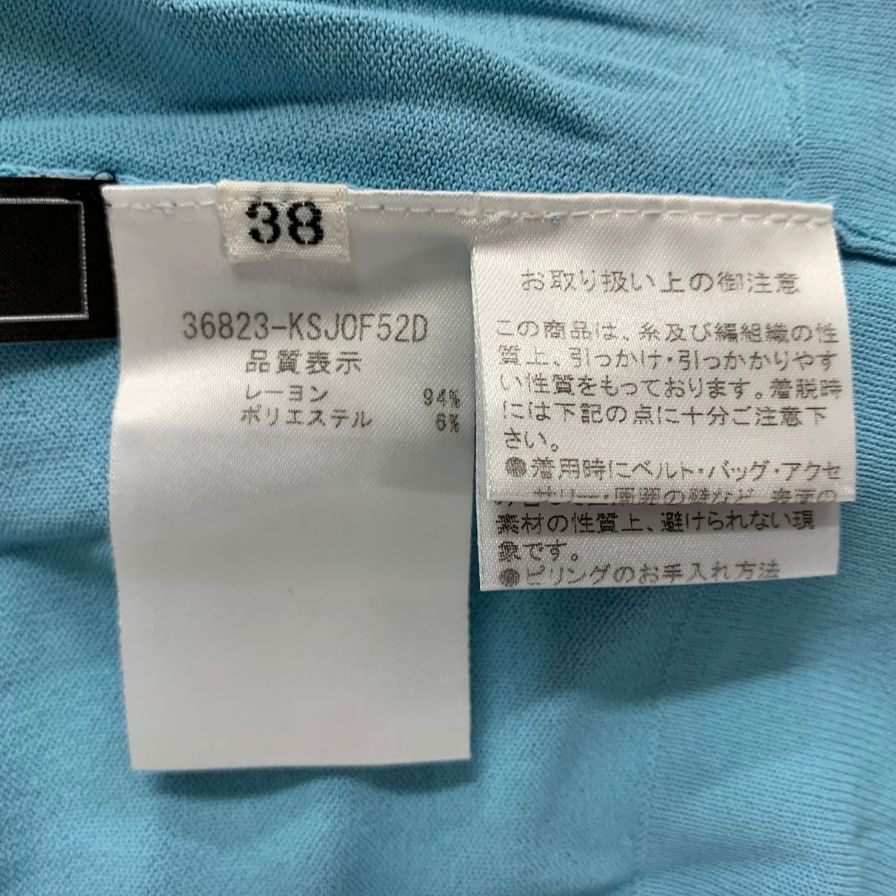 38
36823-KSJ0F52D
品質表示
レーヨン 94%
ポリエステル 6%
お取り扱い上の御注意
この商品は、糸及び編組織の性
質上、引っかけ・引っかかりやす
い性質をもっております。着脱時
には下記の点に十分ご注意下
さい。
●着用時にベルト・バッグ・アクセ
素材の性質上、避けられない現
象です。
●ピリングのお手入れ方法